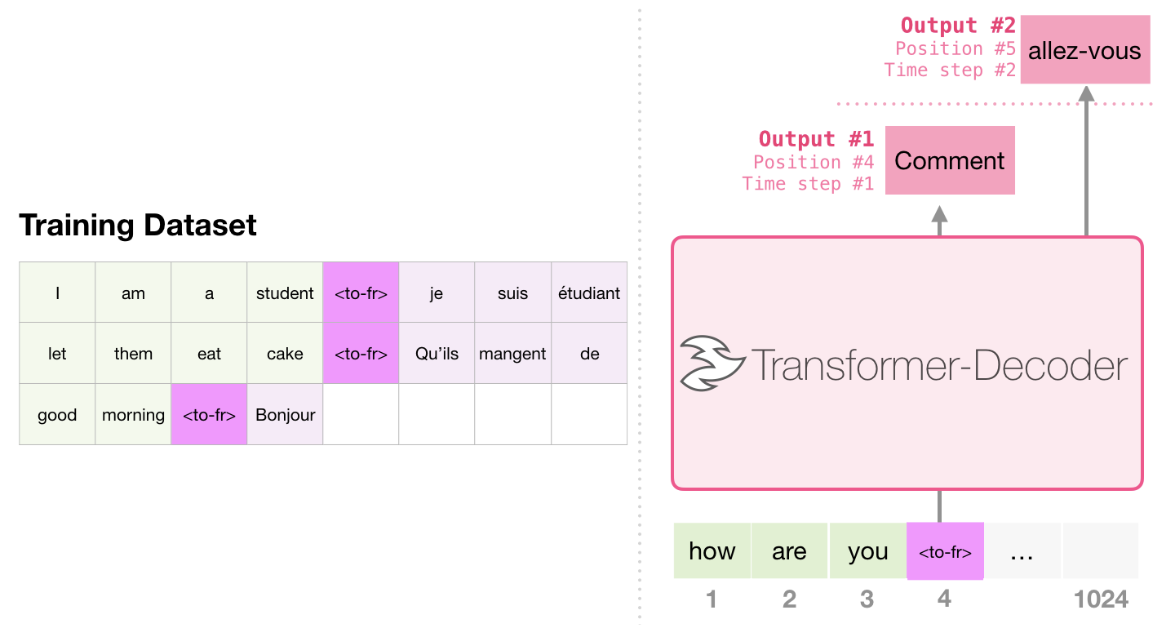 Training Dataset
I am a student <to-fr> je suis étudiant
let them eat cake <to-fr> Qu'ils mangent de
good morning <to-fr> Bonjour
Output #2
Position #5
Time step #2
allez-vous
Output #1
Position #4
Time step #1
Comment
Transformer-Decoder
how are you <to-fr> ...
1 2 3 4 1024